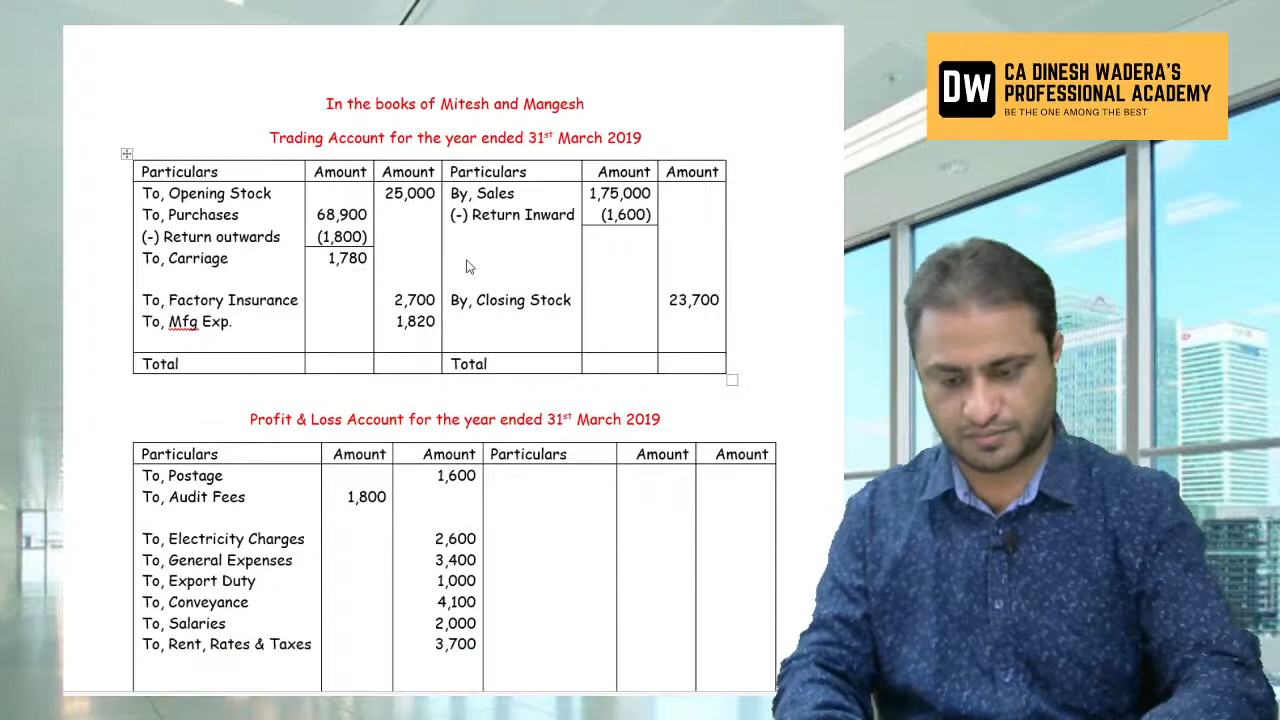 DW
CA DINESH WADERA'S
PROFESSIONAL ACADEMY
BE THE ONE AMONG THE BEST
In the books of Mitesh and Mangesh
Trading Account for the year ended 31st March 2019
Particulars Amount Amount Particulars Amount Amount
To, Opening Stock 25,000 By, Sales 1,75,000
To, Purchases 68,900 (-) Return Inward (1,600)
(-) Return outwards (1,800)
To, Carriage 1,780
To, Factory Insurance 2,700 By, Closing Stock 23,700
To, Mfg Exp. 1,820
Total Total
Profit & Loss Account for the year ended 31st March 2019
Particulars Amount Amount Particulars Amount Amount
To, Postage 1,600
To, Audit Fees 1,800
To, Electricity Charges 2,600
To, General Expenses 3,400
To, Export Duty 1,000
To, Conveyance 4,100
To, Salaries 2,000
To, Rent, Rates & Taxes 3,700